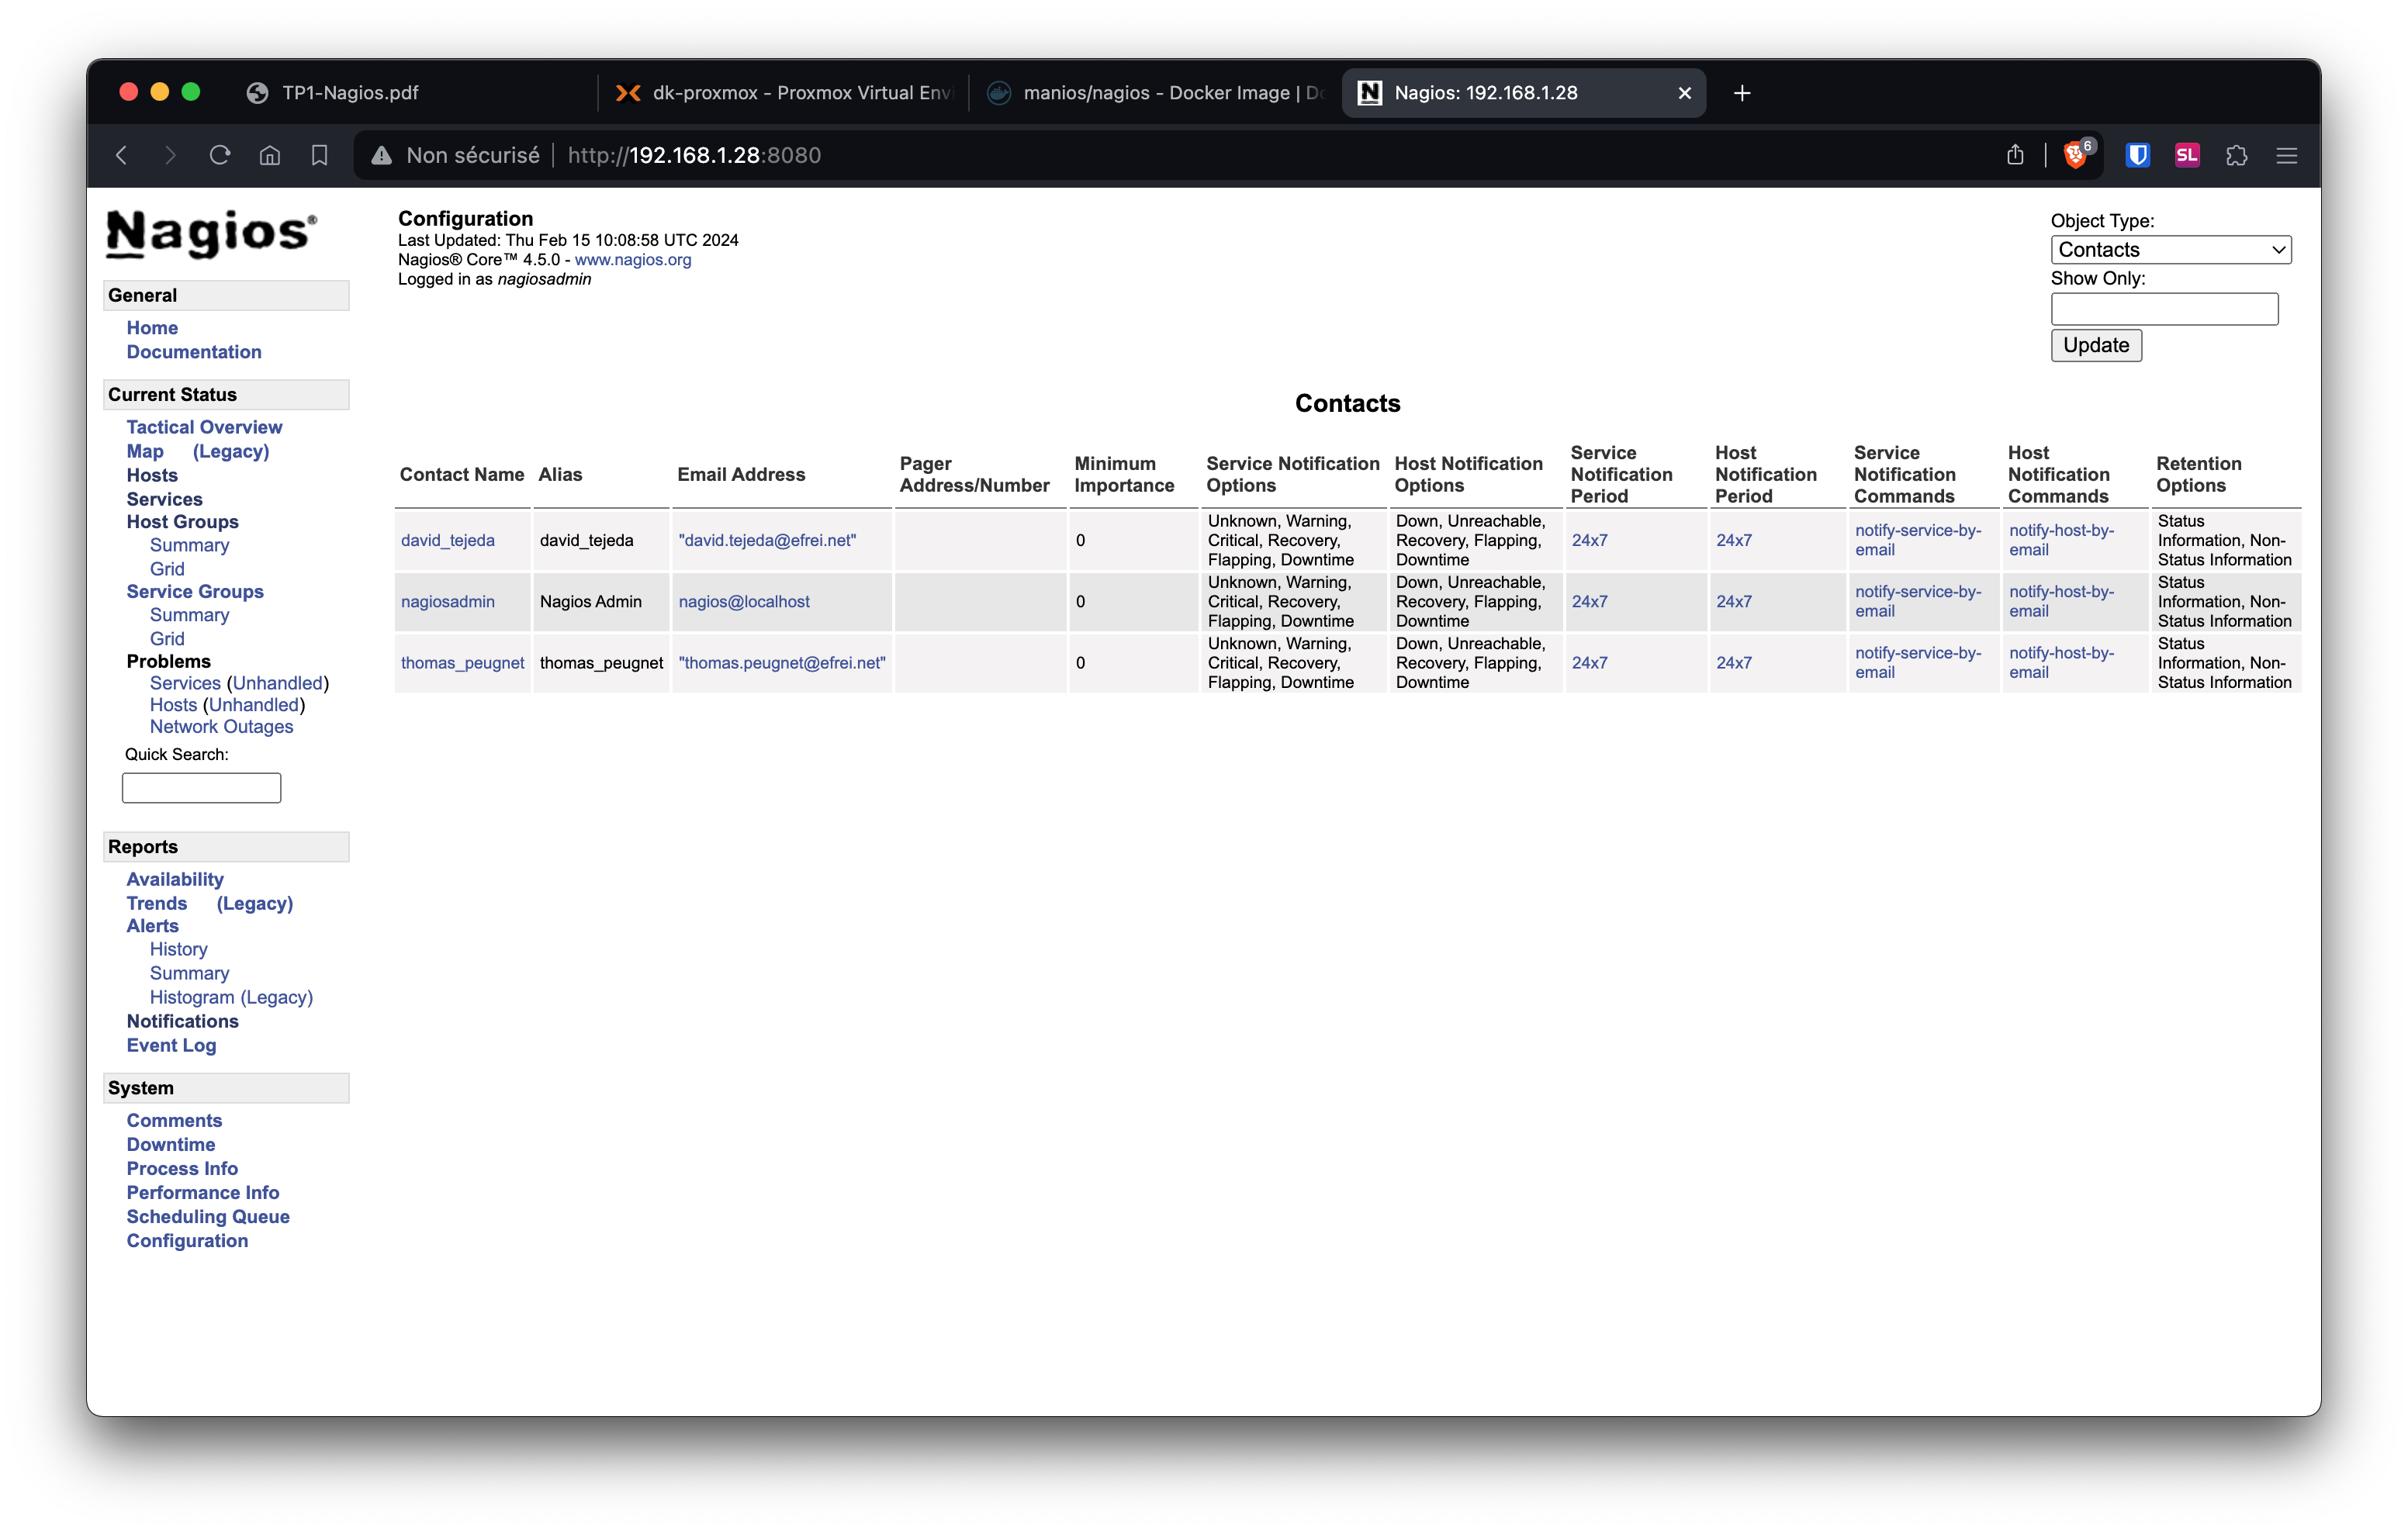 TP1-Nagios.pdf
dk-proxmox - Proxmox Virtual Envi
manios/nagios - Docker Image | Do
N Nagios: 192.168.1.28
Non sécurisé
http://192.168.1.28:8080
6
SL
Nagios®
General
Home
Documentation
Current Status
Tactical Overview
Map (Legacy)
Hosts
Services
Host Groups
Summary
Grid
Service Groups
Summary
Grid
Problems
Services (Unhandled)
Hosts (Unhandled)
Network Outages
Quick Search:
Reports
Availability
Trends (Legacy)
Alerts
History
Summary
Histogram (Legacy)
Notifications
Event Log
System
Comments
Downtime
Process Info
Performance Info
Scheduling Queue
Configuration
Configuration
Last Updated: Thu Feb 15 10:08:58 UTC 2024
Nagios® Core™ 4.5.0 - www.nagios.org
Logged in as nagiosadmin
Object Type:
Contacts
Show Only:
Update
Contacts
Contact Name
Alias
Email Address
Pager
Address/Number
Minimum
Importance
Service Notification
Options
Host Notification
Options
Service
Notification
Period
Host
Notification
Period
Service
Notification
Commands
Host
Notification
Commands
Retention
Options
david_tejeda
david_tejeda
"david.tejeda@efrei.net"
0
Unknown, Warning,
Critical, Recovery,
Flapping, Downtime
Down, Unreachable,
Recovery, Flapping,
Downtime
24x7
24x7
notify-service-by-
email
notify-host-by-
email
Status
Information, Non-
Status Information
nagiosadmin
Nagios Admin
nagios@localhost
0
Unknown, Warning,
Critical, Recovery,
Flapping, Downtime
Down, Unreachable,
Recovery, Flapping,
Downtime
24x7
24x7
notify-service-by-
email
notify-host-by-
email
Status
Information, Non-
Status Information
thomas_peugnet
thomas_peugnet
"thomas.peugnet@efrei.net"
0
Unknown, Warning,
Critical, Recovery,
Flapping, Downtime
Down, Unreachable,
Recovery, Flapping,
Downtime
24x7
24x7
notify-service-by-
email
notify-host-by-
email
Status
Information, Non-
Status Information